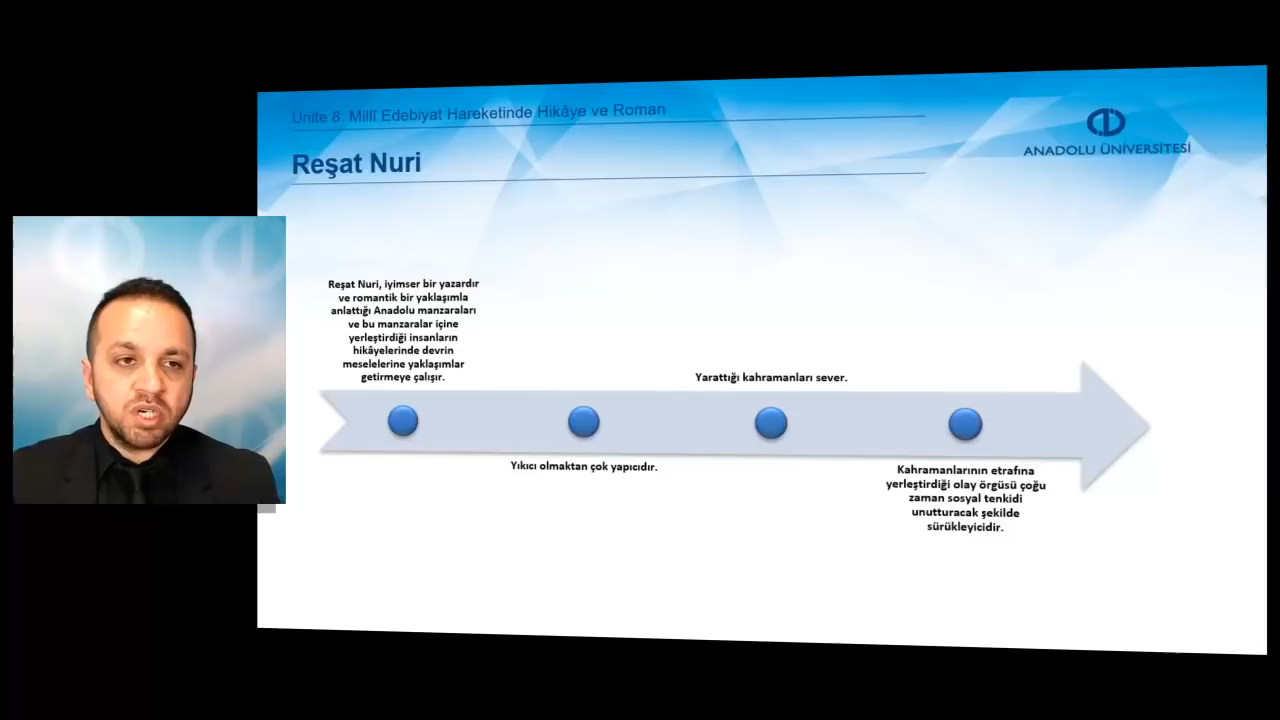 Ünite 8: Millî Edebiyat Hareketinde Hikâye ve Roman
ANADOLU ÜNİVERSİTESİ
Reşat Nuri
Reşat Nuri, iyimser bir yazardır
ve romantik bir yaklaşımla
anlattığı Anadolu manzaraları
ve bu manzaralar içine
yerleştirdiği insanların
hikâyelerinde devrin
meselelerine yaklaşımlar
getirmeye çalışır.
Yıkıcı olmaktan çok yapıcıdır.
Yarattığı kahramanları sever.
Kahramanlarının etrafına
yerleştirdiği olay örgüsü çoğu
zaman sosyal tenkidi
unutturacak şekilde
sürükleyicidir.